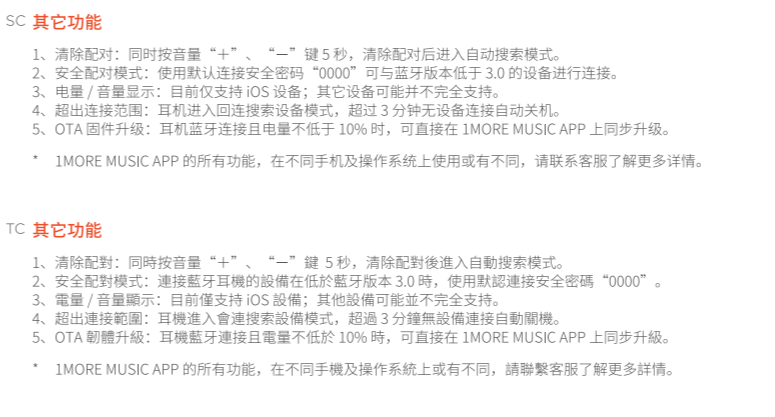 SC 其它功能
1、清除配对：同时按音量“＋”、“－”键 5 秒，清除配对后进入自动搜索模式。
2、安全配对模式：使用默认连接安全密码“0000”可与蓝牙版本低于 3.0 的设备进行连接。
3、电量 / 音量显示：目前仅支持 iOS 设备；其它设备可能并不完全支持。
4、超出连接范围：耳机进入回连搜索设备模式，超过 3 分钟无设备连接自动关机。
5、OTA 固件升级：耳机蓝牙连接且电量不低于 10% 时，可直接在 1MORE MUSIC APP 上同步升级。
* 1MORE MUSIC APP 的所有功能，在不同手机及操作系统上使用或有不同，请联系客服了解更多详情。
TC 其它功能
1、清除配對：同時按音量“＋”、“－”鍵 5 秒，清除配對後進入自動搜索模式。
2、安全配對模式：連接藍牙耳機的設備在低於藍牙版本 3.0 時，使用默認連接安全密碼“0000”。
3、電量 / 音量顯示：目前僅支持 iOS 設備；其他設備可能並不完全支持。
4、超出連接範圍：耳機進入會連搜索設備模式，超過 3 分鐘無設備連接自動關機。
5、OTA 韌體升級：耳機藍牙連接且電量不低於 10% 時，可直接在 1MORE MUSIC APP 上同步升級。
* 1MORE MUSIC APP 的所有功能，在不同手機及操作系統上或有不同，請聯繫客服了解更多詳情。